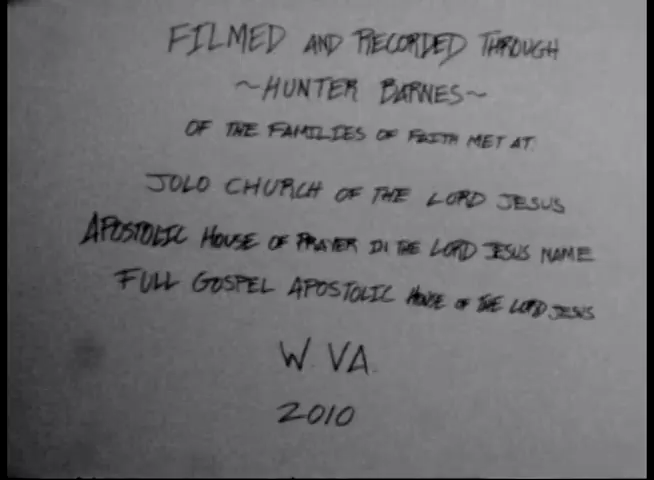 FILMED AND RECORDED THROUGH
~HUNTER BARNES~
OF THE FAMILIES OF FAITH MET AT:
JOLO CHURCH OF THE LORD JESUS
APOSTOLIC HOUSE OF PRAYER IN THE LORD JESUS NAME
FULL GOSPEL APOSTOLIC HOUSE OF THE LORD JESUS
W. VA.
2010